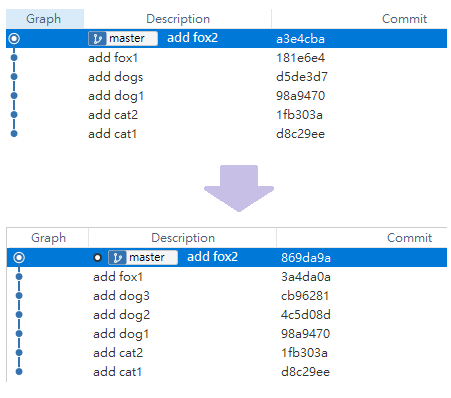 Graph Description Commit
master add fox2 a3e4cba
add fox1 181e6e4
add dogs d5de3d7
add dog1 98a9470
add cat2 1fb303a
add cat1 d8c29ee
Graph Description Commit
master add fox2 869da9a
add fox1 3a4da0a
add dog3 cb96281
add dog2 4c5d08d
add dog1 98a9470
add cat2 1fb303a
add cat1 d8c29ee